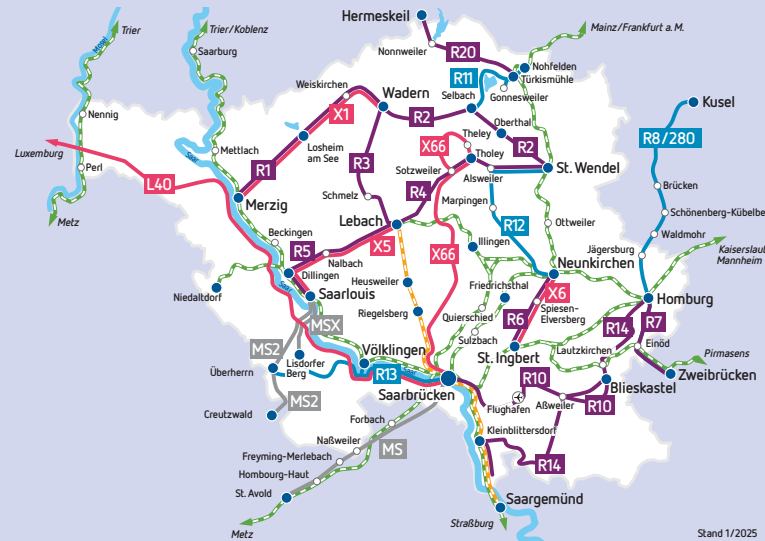 Hermeskeil
Mainz/Frankfurt a.M.
Trier
Trier/Koblenz
Mosel
Saarburg
Nonnweiler
R20
Nohfelden
Türkismühle
R11
Weiskirchen
Wadern
Selbach
Gonnesweiler
Kusel
X1
R2
Oberthal
Nennig
Theley
R8/280
Mettlach
Losheim
am See
X66
R2
Luxemburg
Saar
Tholey
Perl
R1
R3
Sotzweiler
St. Wendel
L40
Alsweiler
Brücken
Merzig
Schmelz
R4
Marpingen
Metz
Lebach
R12
Schönenberg-Kübelberg
Ottweiler
Waldmohr
Beckingen
R5
X5
Illingen
Jägersburg
Kaiserslautern
Mannheim
Nalbach
X66
Dillingen
Neunkirchen
Saar
Heusweiler
Friedrichsthal
X6
Niedaltdorf
Saarlouis
Homburg
MSX
Riegelsberg
Quierschied
R6
Spiesen-
Elversberg
R14
R7
Sulzbach
MS2
Völklingen
St. Ingbert
Lautzkirchen
Einöd
Pirmasens
Überherrn
Lisdorfer
Berg
R13
Saar
Zweibrücken
Saarbrücken
R10
Blieskastel
MS2
Flughafen
Aßweiler
R10
Creutzwald
Forbach
Kleinblittersdorf
Naßweiler
MS
R14
Freyming-Merlebach
Hombourg-Haut
St. Avold
Saargemünd
Metz
Straßburg
Stand 1/2025